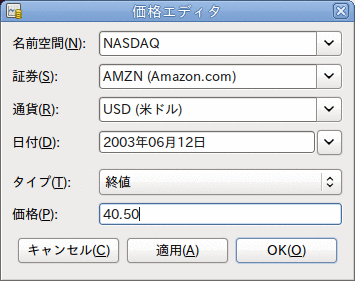 価格エディタ
名前空間(N): NASDAQ
証券(S): AMZN (Amazon.com)
通貨(R): USD (米ドル)
日付(D): 2003年06月12日
タイプ(T): 終値
価格(P): 40.50
キャンセル(C) 適用(A) OK(O)